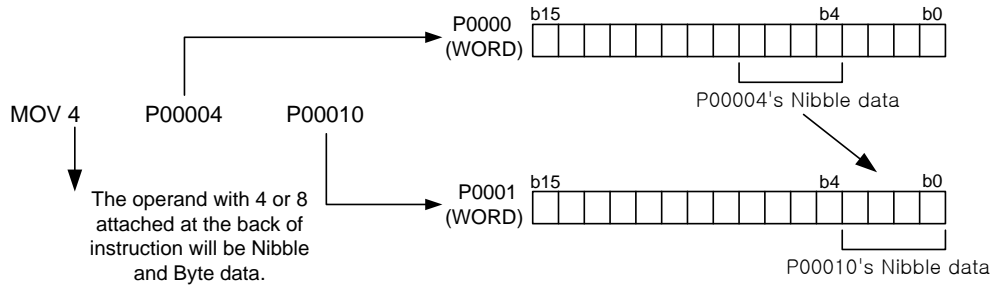 b15 b4 b0
P0000
(WORD)
P00004's Nibble data
MOV 4 P00004 P00010
The operand with 4 or 8
attached at the back of
instruction will be Nibble
and Byte data.
b15 b4 b0
P0001
(WORD)
P00010's Nibble data